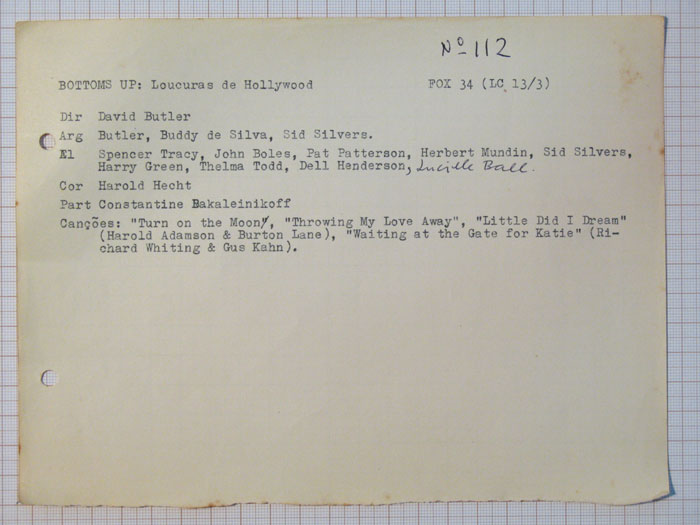 Nº 112
BOTTOMS UP: Loucuras de Hollywood FOX 34 (LC 13/3)
Dir David Butler
Arg Butler, Buddy de Silva, Sid Silvers.
El Spencer Tracy, John Boles, Pat Patterson, Herbert Mundin, Sid Silvers,
Harry Green, Thelma Todd, Dell Henderson, Lucille Ball.
Cor Harold Hecht
Part Constantine Bakaleinikoff
Canções: "Turn on the Moon", "Throwing My Love Away", "Little Did I Dream"
(Harold Adamson & Burton Lane), "Waiting at the Gate for Katie" (Ri-
chard Whiting & Gus Kahn).